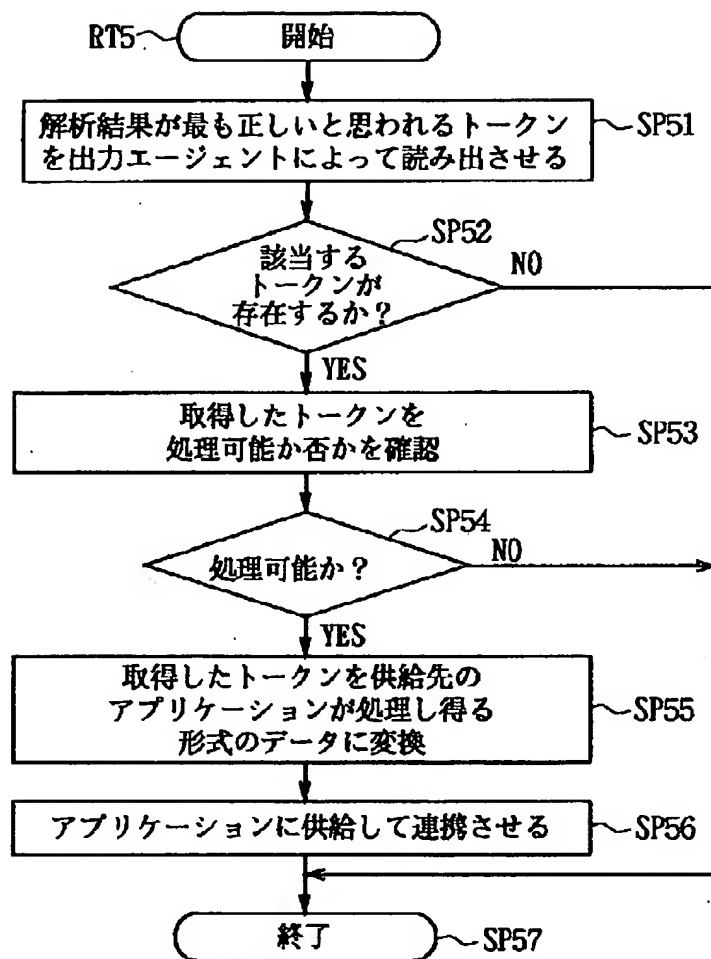 RT5
開始
解析結果が最も正しいと思われるトークン
を出力エージェントによって読み出させる
SP51
SP52
該当する
トークンが
存在するか？
NO
YES
取得したトークンを
処理可能か否かを確認
SP53
SP54
処理可能か？
NO
YES
取得したトークンを供給先の
アプリケーションが処理し得る
形式のデータに変換
SP55
アプリケーションに供給して連携させる
SP56
終了
SP57